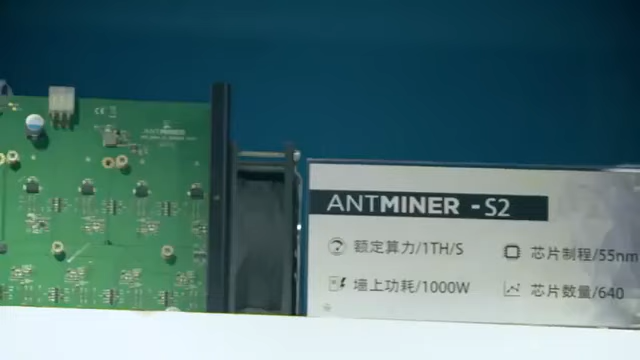 ANTMINER
ANTMINER - S2
额定算力/1TH/S
芯片制程/55nm
墙上功耗/1000W
芯片数量/640